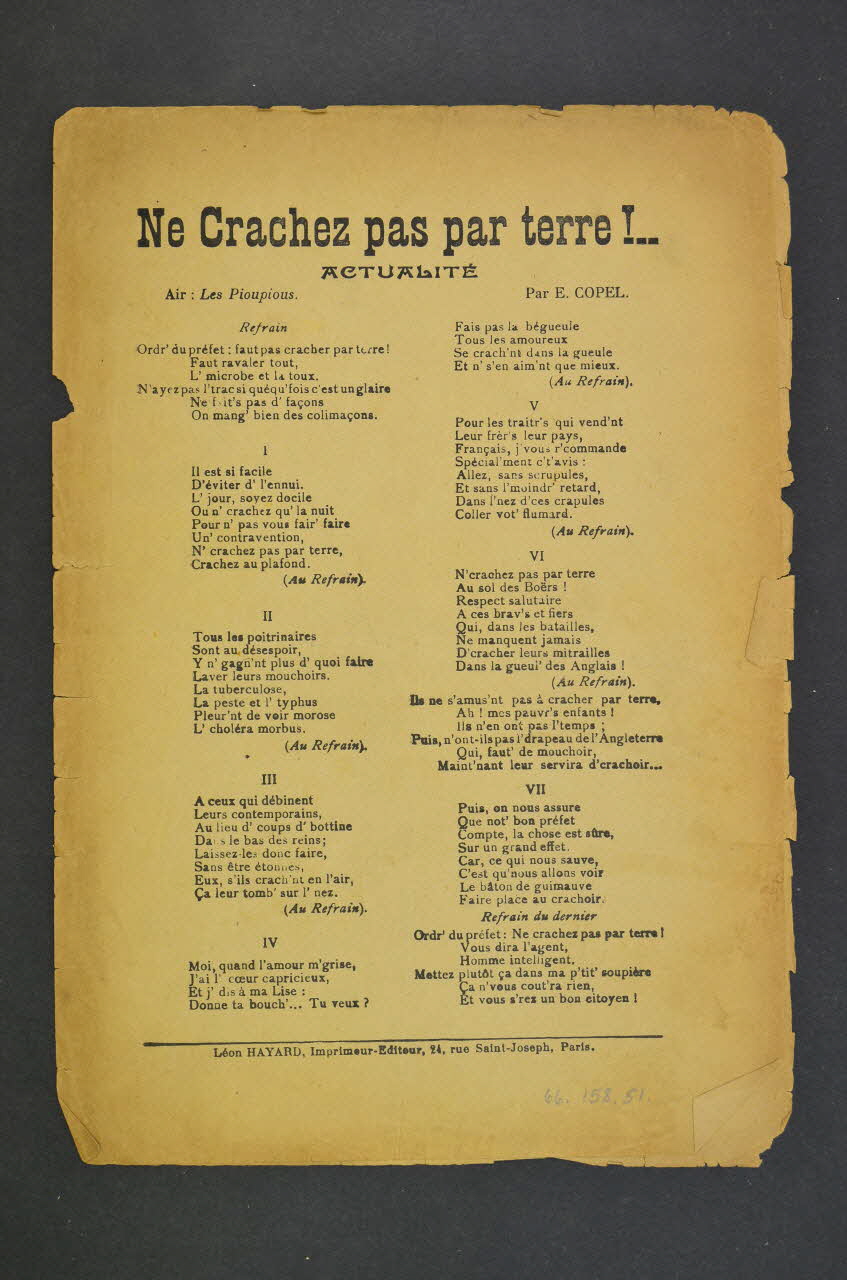 Ne Crachez pas par terre !..
ACTUALITÉ
Air : Les Pioupious.
Par E. COPEL.
Refrain
Ordr' du préfet : faut pas cracher par terre !
Faut ravaler tout,
L' microbe et la toux.
N'ayez pas l'trac si quéqu'fois c'est un glaire
Ne fait's pas d' façons
On mang' bien des colimaçons.
I
Il est si facile
D'éviter d' l'ennui.
L' jour, soyez docile
Ou n' crachez qu' la nuit
Pour n' pas vous fair' faire
Un' contravention,
N' crachez pas par terre,
Crachez au plafond.
(Au Refrain).
II
Tous les poitrinaires
Sont au désespoir,
Y n' gagn'nt plus d' quoi faire
Laver leurs mouchoirs.
La tuberculose,
La peste et l' typhus
Pleur'nt de voir morose
L' choléra morbus.
(Au Refrain).
III
A ceux qui débinent
Leurs contemporains,
Au lieu d' coups d' bottine
Dans le bas des reins;
Laissez-les donc faire,
Sans être étonnés,
Eux, s'ils crach'nt en l'air,
Ça leur tomb' sur l' nez.
(Au Refrain).
IV
Moi, quand l'amour m'grise,
J'ai l' cœur capricieux,
Et j' dis à ma Lise :
Donne ta bouch'... Tu veux ?
Fais pas la bégueule
Tous les amoureux
Se crach'nt dans la gueule
Et n' s'en aim'nt que mieux.
(Au Refrain).
V
Pour les traitr's qui vend'nt
Leur frèr's leur pays,
Français, j'vous r'commande
Spécial'ment c't'avis :
Allez, sans scrupules,
Et sans l'moindr' retard,
Dans l'nez d'ces crapules
Coller vot' flumard.
(Au Refrain).
VI
N'crachez pas par terre
Au sol des Boërs !
Respect salutaire
A ces brav's et fiers
Qui, dans les batailles,
Ne manquent jamais
D'cracher leurs mitrailles
Dans la gueul' des Anglais !
(Au Refrain).
Ils ne s'amus'nt pas à cracher par terre,
Ah ! mes pauvr's enfants !
Ils n'en ont pas l'temps ;
Puis, n'ont-ils pas l'drapeau de l'Angleterre
Qui, faut' de mouchoir,
Maint'nant leur servira d'crachoir...
VII
Puis, on nous assure
Que not' bon préfet
Compte, la chose est sûre,
Sur un grand effet.
Car, ce qui nous sauve,
C'est qu'nous allons voir
Le bâton de guimauve
Faire place au crachoir.
Refrain du dernier
Ordr' du préfet : Ne crachez pas par terre !
Vous dira l'agent,
Homme intelligent.
Mettez plutôt ça dans ma p'tit' soupière
Ça n'vous cout'ra rien,
Et vous s'rez un bon citoyen !
Léon HAYARD, Imprimeur-Editeur, 24, rue Saint-Joseph, Paris.
66. 158. 51.